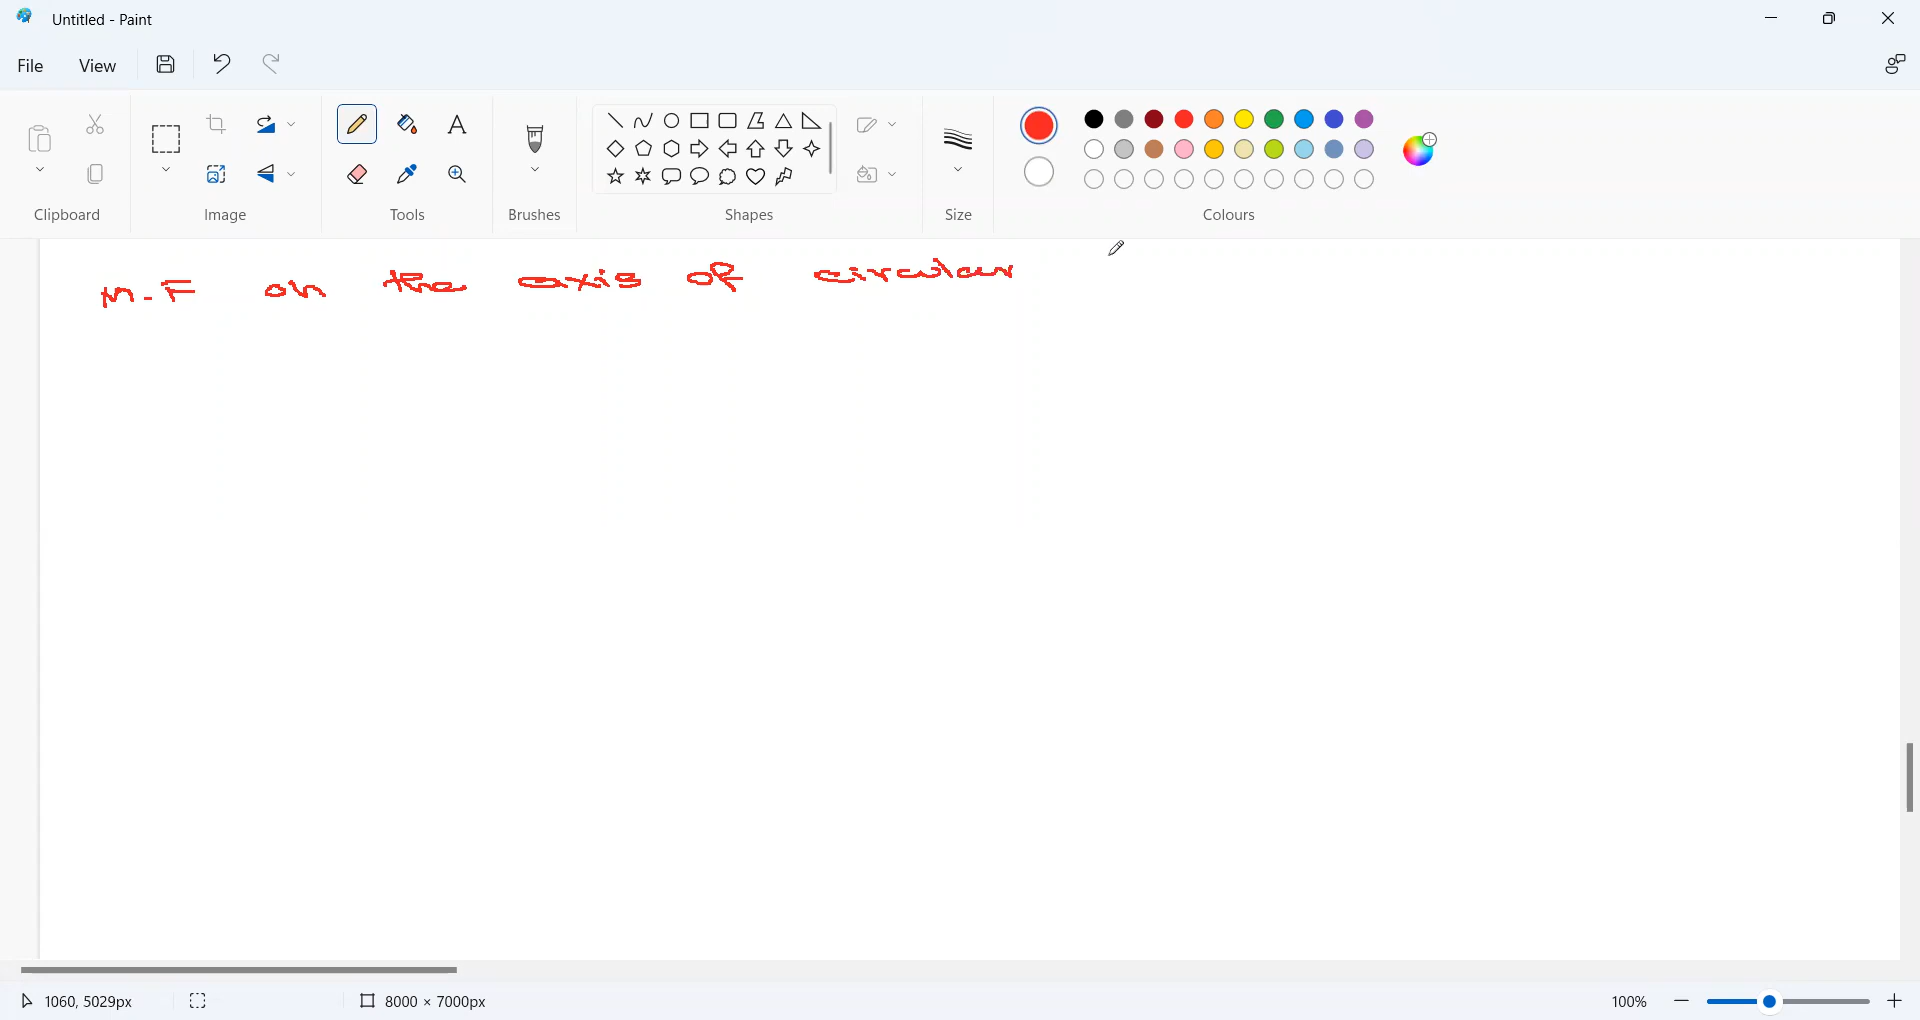 Untitled - Paint
File View
Clipboard Image Tools Brushes Shapes Size Colours
M.F on the axis of circular
1060, 5029px 8000 × 7000px 100%